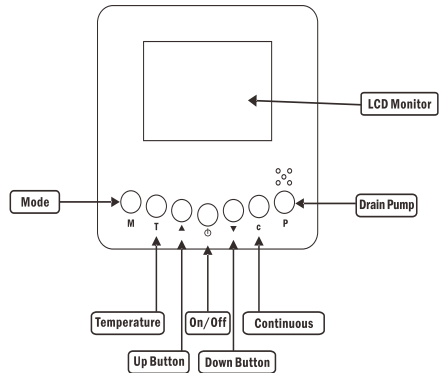 LCD Monitor
Mode
Drain Pump
M
T
▲
▼
c
P
Temperature
On/Off
Continuous
Up Button
Down Button